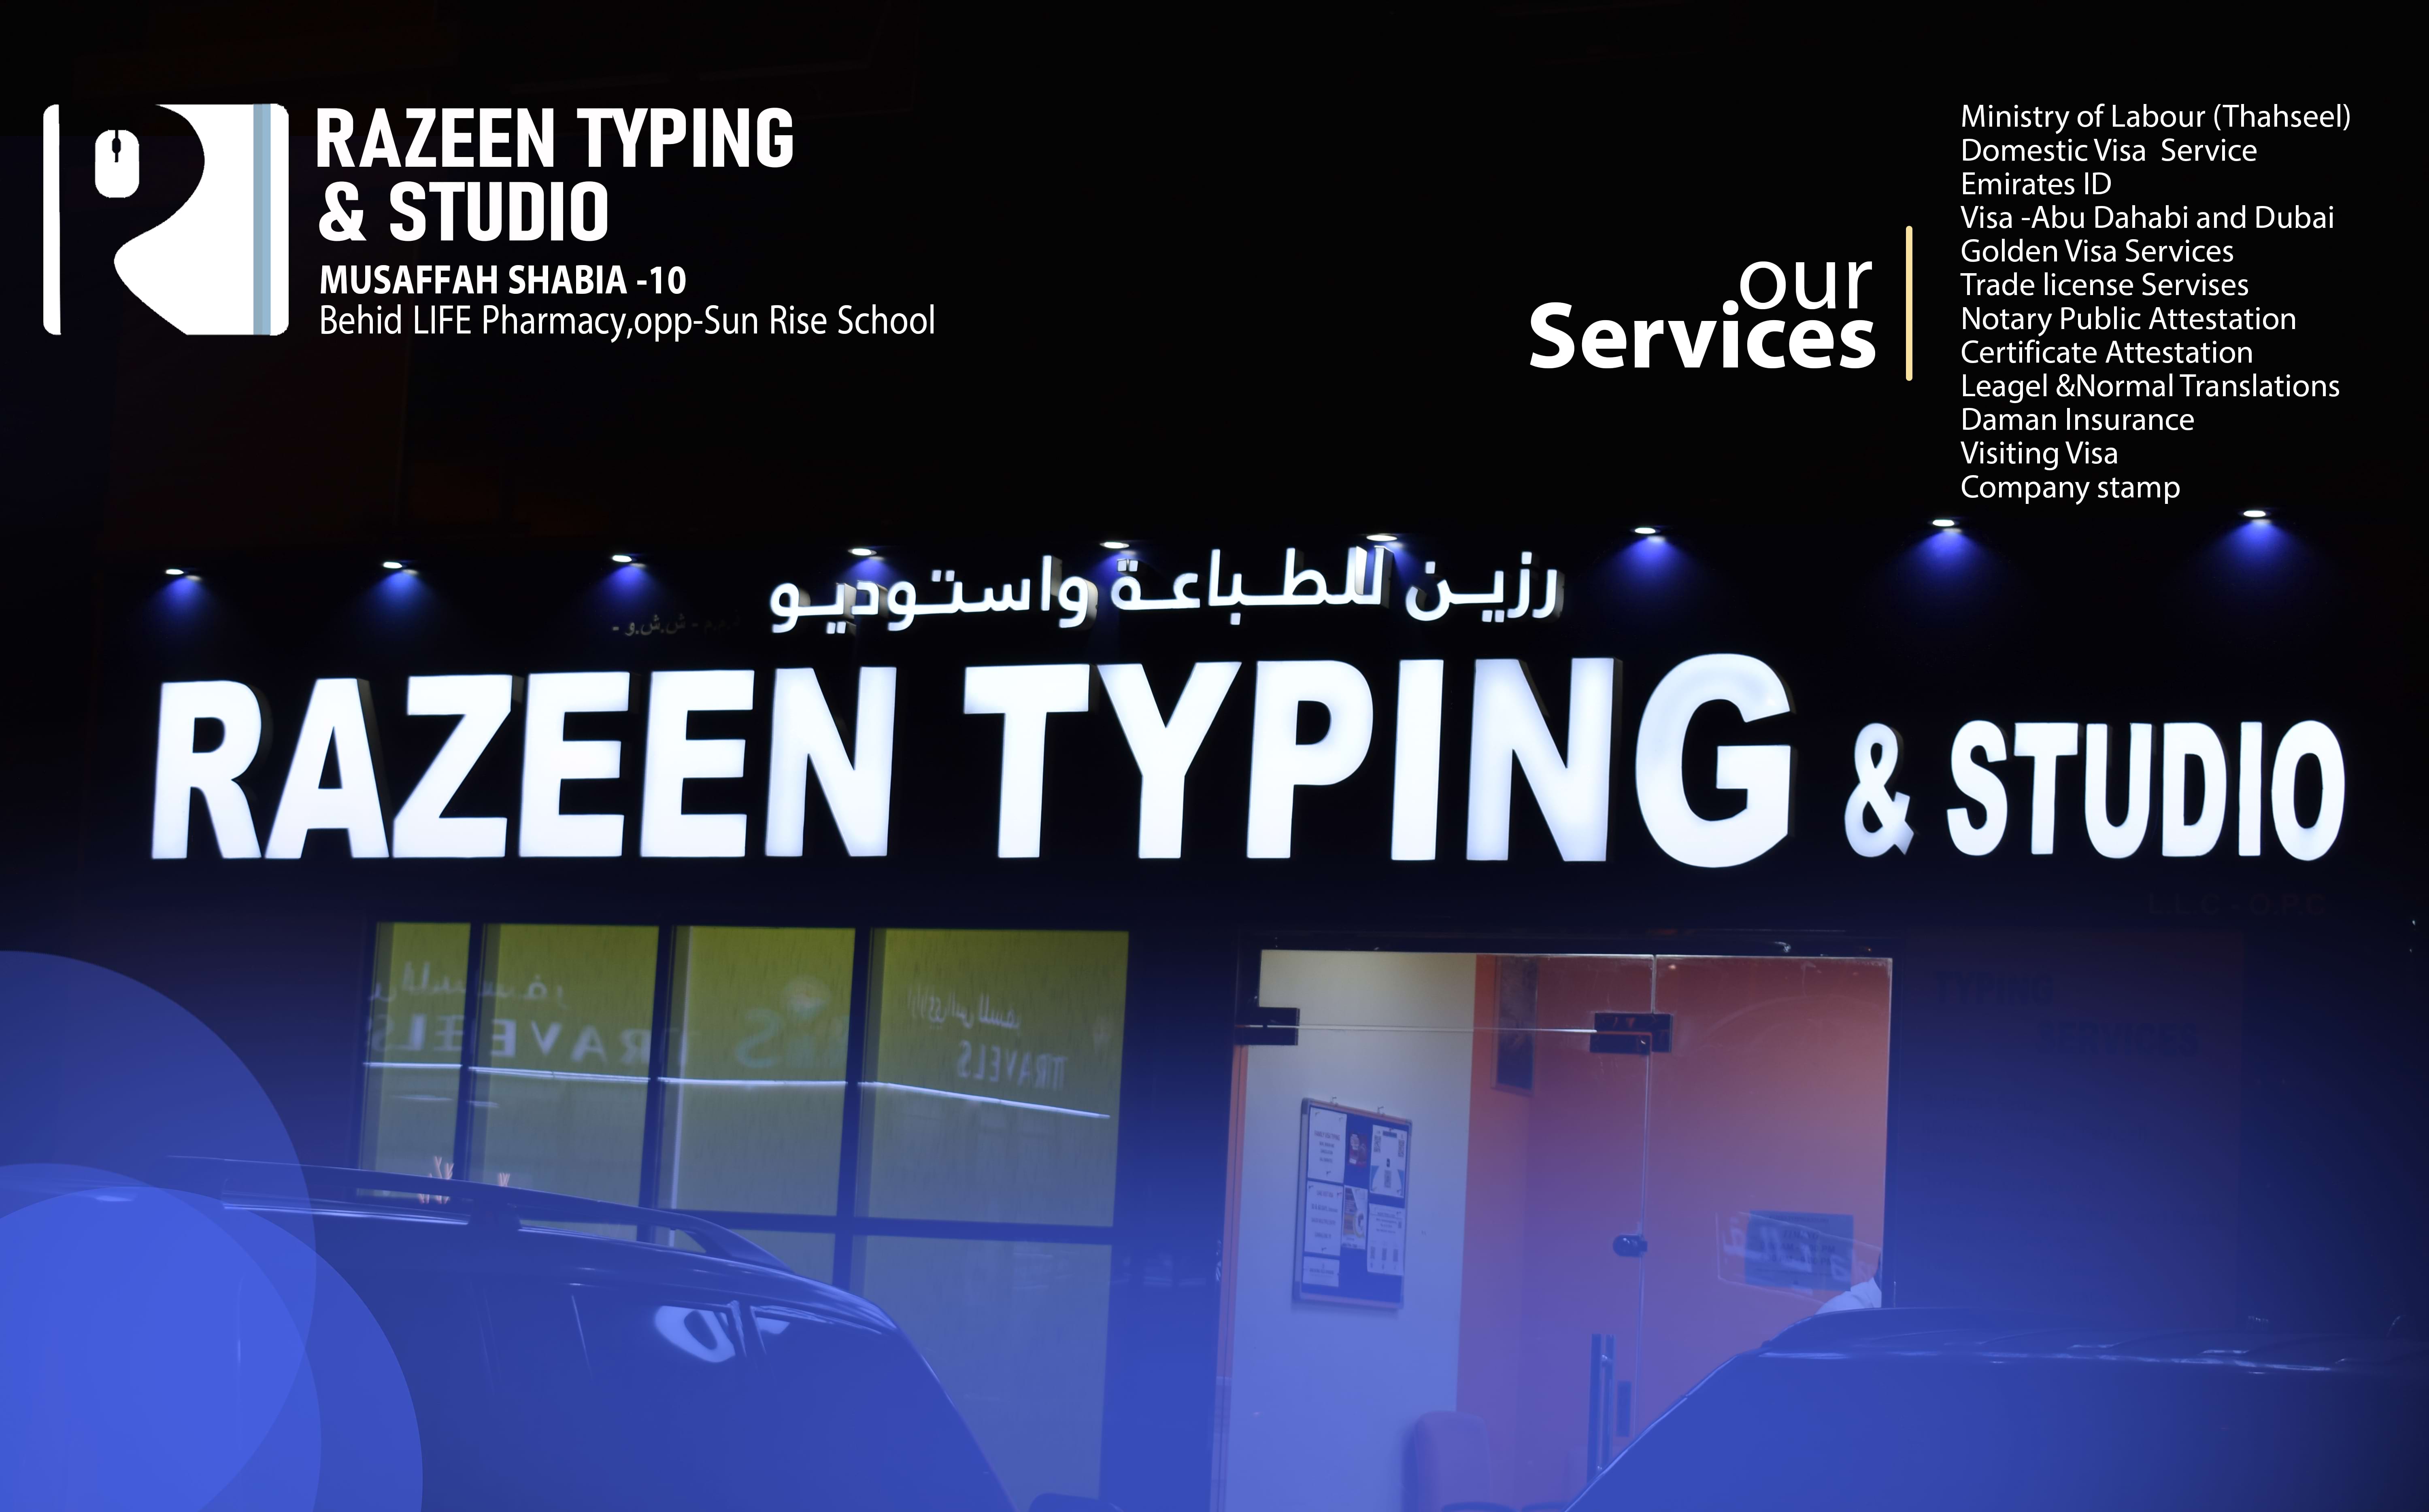 RAZEEN TYPING
& STUDIO
MUSAFFAH SHABIA -10
Behid LIFE Pharmacy,opp-Sun Rise School
our
Services
Ministry of Labour (Thahseel)
Domestic Visa Service
Emirates ID
Visa -Abu Dahabi and Dubai
Golden Visa Services
Trade license Servises
Notary Public Attestation
Certificate Attestation
Leagel &Normal Translations
Daman Insurance
Visiting Visa
Company stamp
رزين للطباعة واستوديو
RAZEEN TYPING & STUDIO
L.L.C - O.P.C
TRAVELS
TRAVELS
TYPING